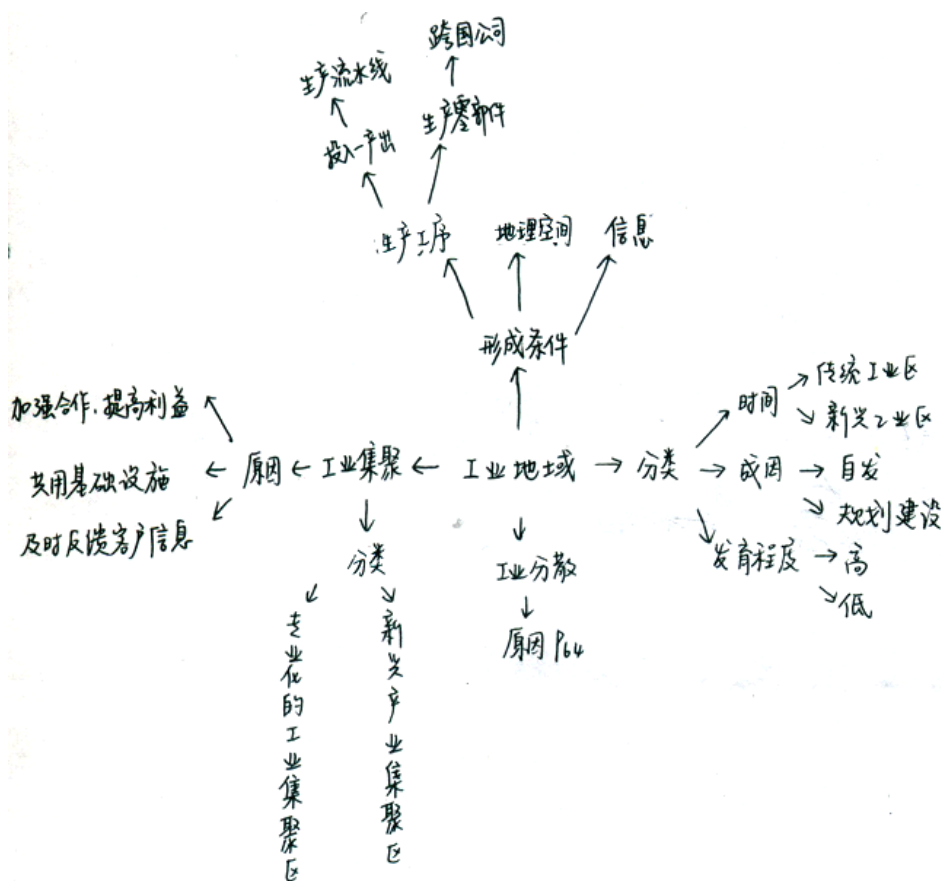 跨国公司
生产流水线
生产零部件
投入-产出
生产工序
地理空间
信息
形成条件
加强合作,提高利益
时间
传统工业区
新兴工业区
共用基础设施
原因
工业集聚
工业地域
分类
成因
自发
规划建设
及时反馈客户信息
分类
工业分散
发育程度
高
低
原因 P64
专业化的工业集聚区
新兴产业集聚区